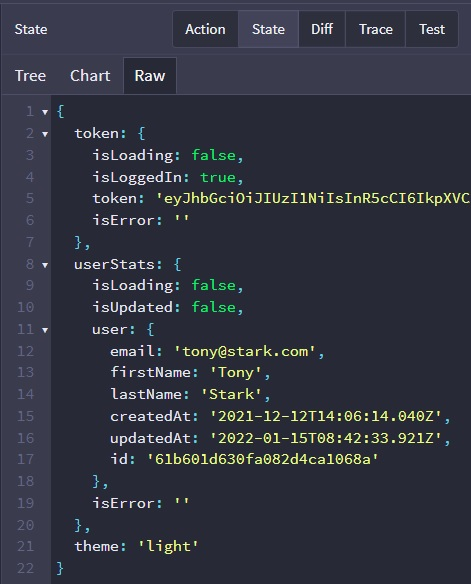 State Action State Diff Trace Test
Tree Chart Raw
1 {
2 token: {
3 isLoading: false,
4 isLoggedIn: true,
5 token: 'eyJhbGciOiJIUzI1NiIsInR5cCI6IkpXVC
6 isError: ''
7 },
8 userStats: {
9 isLoading: false,
10 isUpdated: false,
11 user: {
12 email: 'tony@stark.com',
13 firstName: 'Tony',
14 lastName: 'Stark',
15 createdAt: '2021-12-12T14:06:14.040Z',
16 updatedAt: '2022-01-15T08:42:33.921Z',
17 id: '61b601d630fa082d4ca1068a'
18 },
19 isError: ''
20 },
21 theme: 'light'
22 }